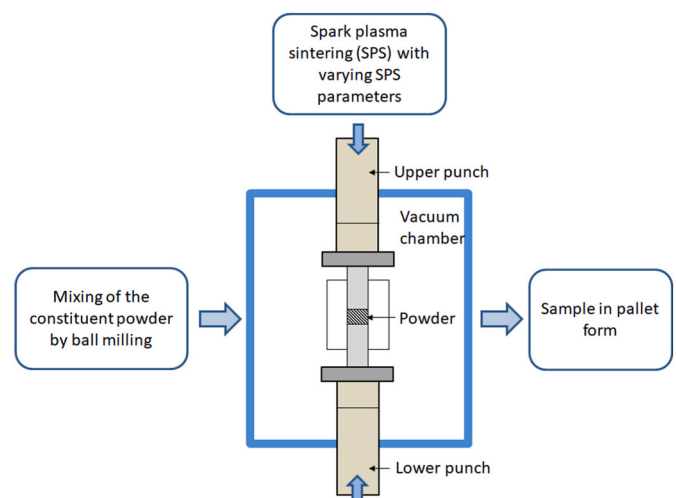 Spark plasma
sintering (SPS) with
varying SPS
parameters
Upper punch
Vacuum
chamber
Mixing of the
constituent powder
by ball milling
Powder
Sample in pallet
form
Lower punch